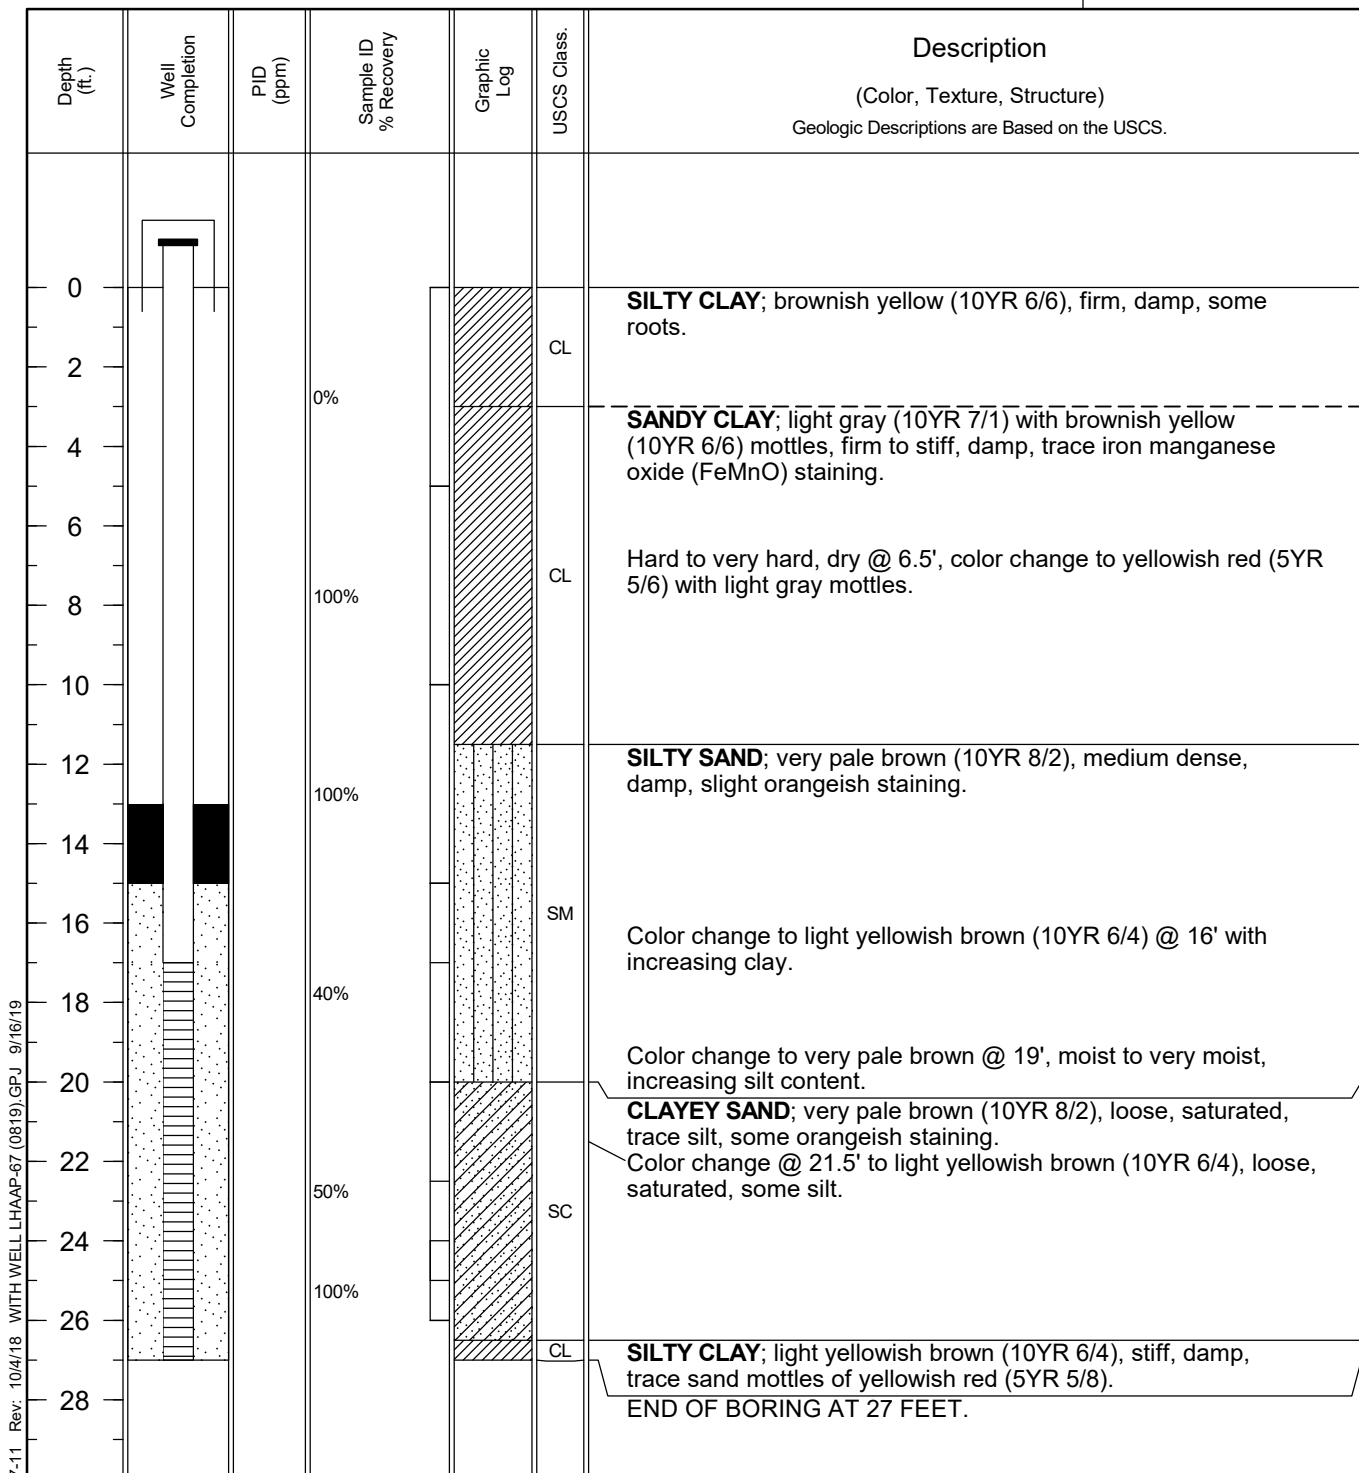 Depth
(ft.)
Well
Completion
PID
(ppm)
Sample ID
% Recovery
Graphic
Log
USCS Class.
Description
(Color, Texture, Structure)
Geologic Descriptions are Based on the USCS.
0
SILTY CLAY; brownish yellow (10YR 6/6), firm, damp, some
roots.
CL
2
0%
SANDY CLAY; light gray (10YR 7/1) with brownish yellow
(10YR 6/6) mottles, firm to stiff, damp, trace iron manganese
oxide (FeMnO) staining.
4
6
Hard to very hard, dry @ 6.5', color change to yellowish red (5YR
5/6) with light gray mottles.
CL
100%
8
10
SILTY SAND; very pale brown (10YR 8/2), medium dense,
damp, slight orangeish staining.
12
100%
14
SM
16
Color change to light yellowish brown (10YR 6/4) @ 16' with
increasing clay.
40%
18
Color change to very pale brown @ 19', moist to very moist,
increasing silt content.
20
CLAYEY SAND; very pale brown (10YR 8/2), loose, saturated,
trace silt, some orangeish staining.
22
Color change @ 21.5' to light yellowish brown (10YR 6/4), loose,
saturated, some silt.
50%
SC
24
100%
26
CL
SILTY CLAY; light yellowish brown (10YR 6/4), stiff, damp,
trace sand mottles of yellowish red (5YR 5/8).
28
END OF BORING AT 27 FEET.
7-11 Rev: 10/4/18 WITH WELL LHAAP-67 (0819).GPJ 9/16/19